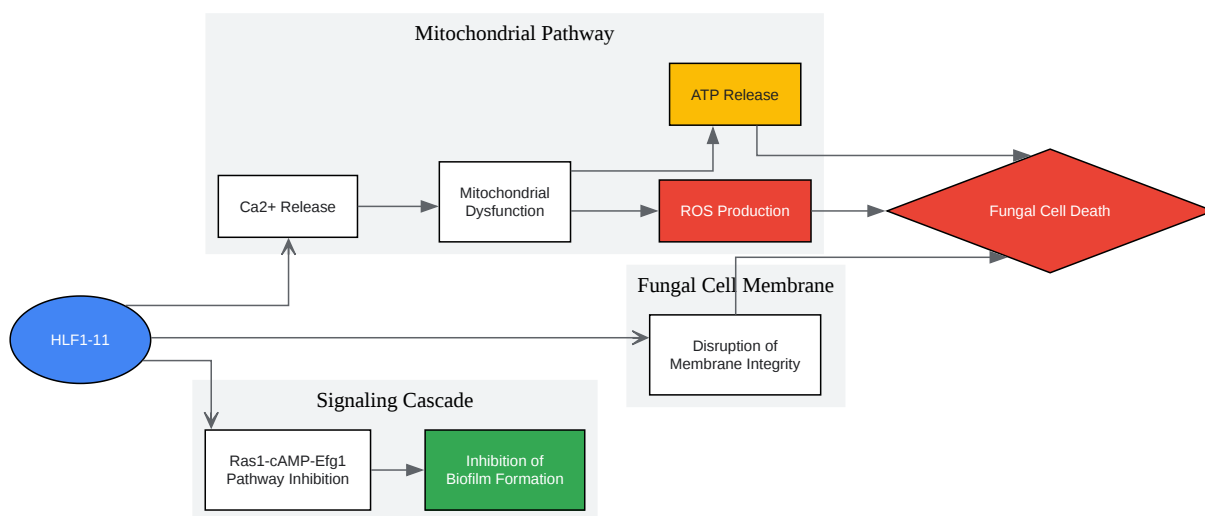 Mitochondrial Pathway
ATP Release
Ca2+ Release
Mitochondrial
Dysfunction
ROS Production
Fungal Cell Death
Fungal Cell Membrane
HLF1-11
Disruption of
Membrane Integrity
Signaling Cascade
Ras1-cAMP-Efg1
Pathway Inhibition
Inhibition of
Biofilm Formation